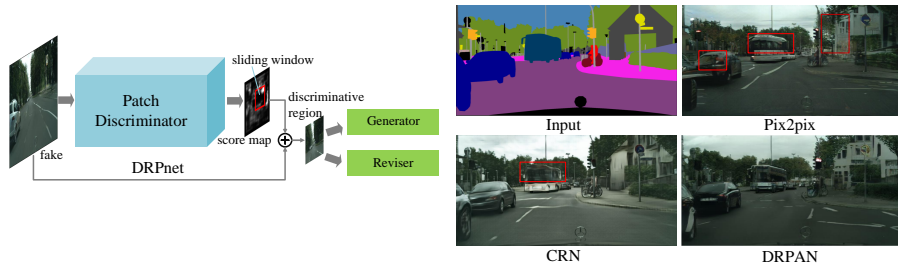 sliding window
Patch
Discriminator
discriminative
region
Generator
score map
fake
Reviser
DRPnet
Input
Pix2pix
CRN
DRPAN